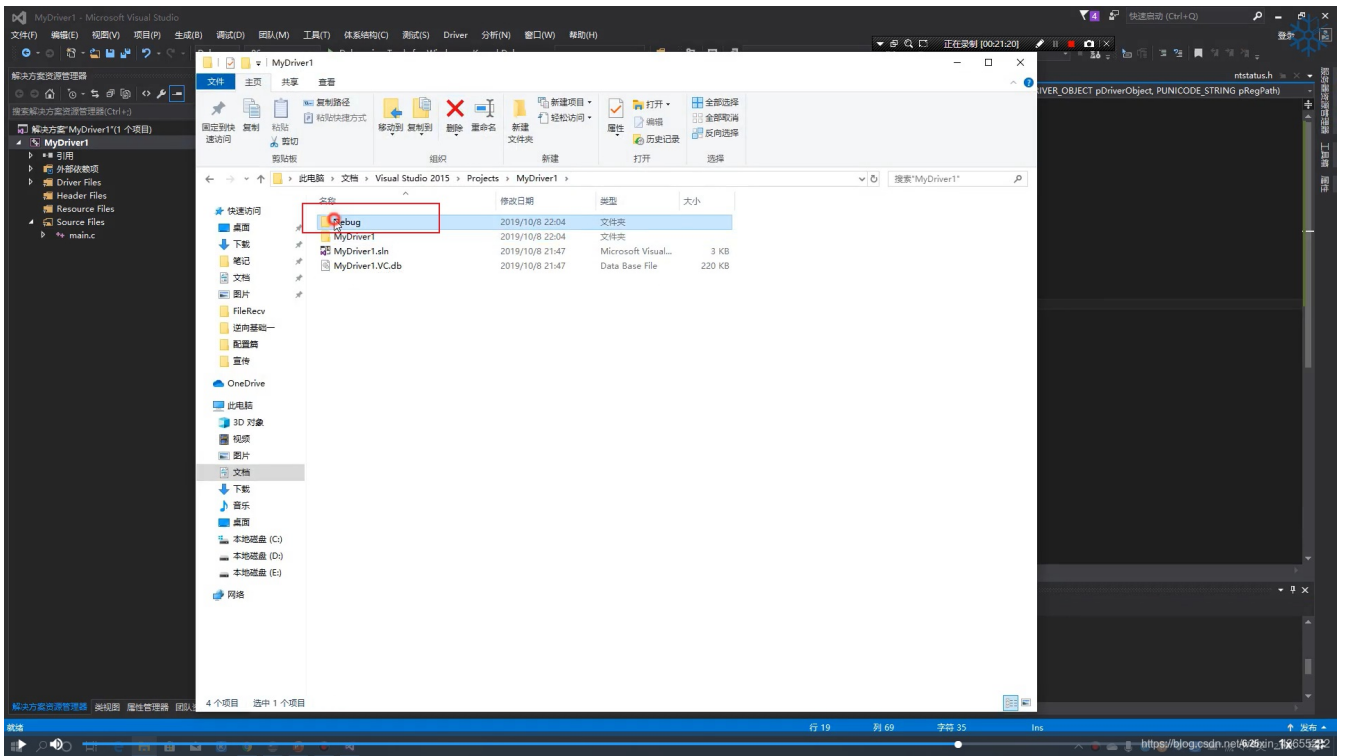 MyDriver1 - Microsoft Visual Studio
4
快速启动 (Ctrl+Q)
文件(F) 编辑(E) 视图(V) 项目(P) 生成(B) 调试(D) 团队(M) 工具(T) 体系结构(C) 测试(S) Driver 分析(N) 窗口(W) 帮助(H)
登录
正在录制 [00:21:20]
MyDriver1
文件 主页 共享 查看
解决方案资源管理器
搜索解决方案资源管理器(Ctrl+;)
解决方案"MyDriver1"(1 个项目)
MyDriver1
引用
外部依赖项
Driver Files
Header Files
Resource Files
Source Files
main.c
固定到快速访问
复制
粘贴
复制路径
粘贴快捷方式
剪切
移动到 复制到 删除 重命名
新建文件夹
新建项目
轻松访问
属性
打开
编辑
历史记录
全部选择
全部取消
反向选择
剪贴板 组织 新建 打开 选择
此电脑 › 文档 › Visual Studio 2015 › Projects › MyDriver1 ›
搜索"MyDriver1"
名称 修改日期 类型 大小
Debug 2019/10/8 22:04 文件夹
MyDriver1 2019/10/8 22:04 文件夹
MyDriver1.sln 2019/10/8 21:47 Microsoft Visual... 3 KB
MyDriver1.VC.db 2019/10/8 21:47 Data Base File 220 KB
快速访问
桌面
下载
笔记
文档
图片
FileRecv
逆向基础一
配置篇
宣传
OneDrive
此电脑
3D 对象
视频
图片
文档
下载
音乐
桌面
本地磁盘 (C:)
本地磁盘 (D:)
本地磁盘 (E:)
网络
4 个项目 选中 1 个项目
ntstatus.h
IVER_OBJECT pDriverObject, PUNICODE_STRING pRegPath)
工具箱
属性
解决方案资源管理器 类视图 属性管理器
就绪
行 19 列 69 字符 35 Ins
发布